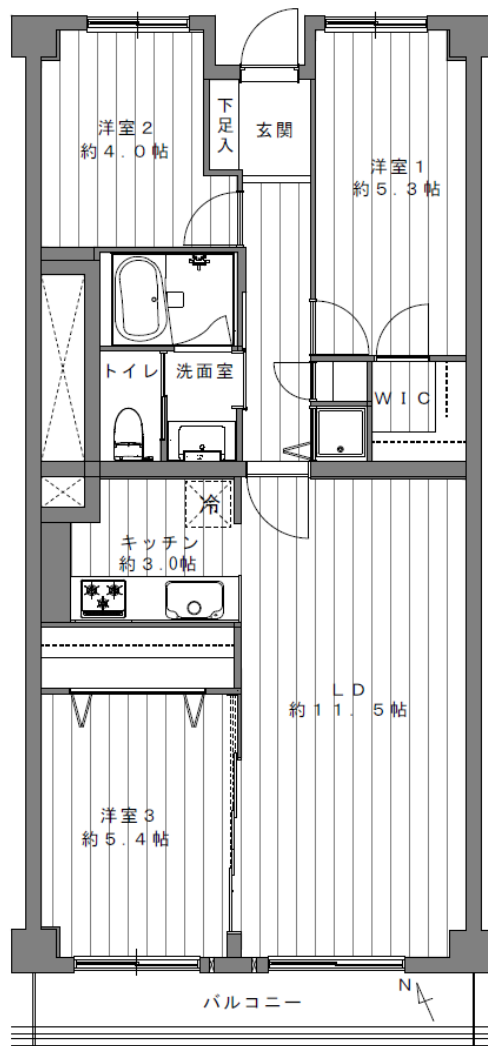 洋室2
約4.0帖
下足入
玄関
洋室1
約5.3帖
トイレ
洗面室
WIC
冷
キッチン
約3.0帖
LD
約11.5帖
洋室3
約5.4帖
バルコニー
N